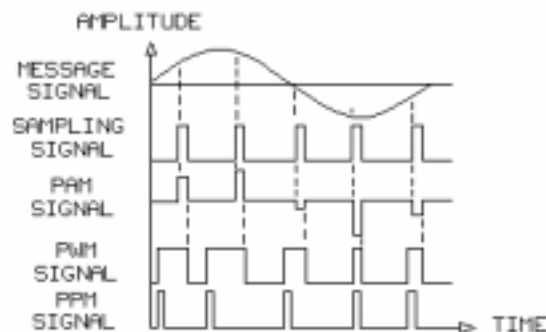 AMPLITUDE
MESSAGE
SIGNAL
SAMPLING
SIGNAL
PAM
SIGNAL
PWM
SIGNAL
PPM
SIGNAL
TIME